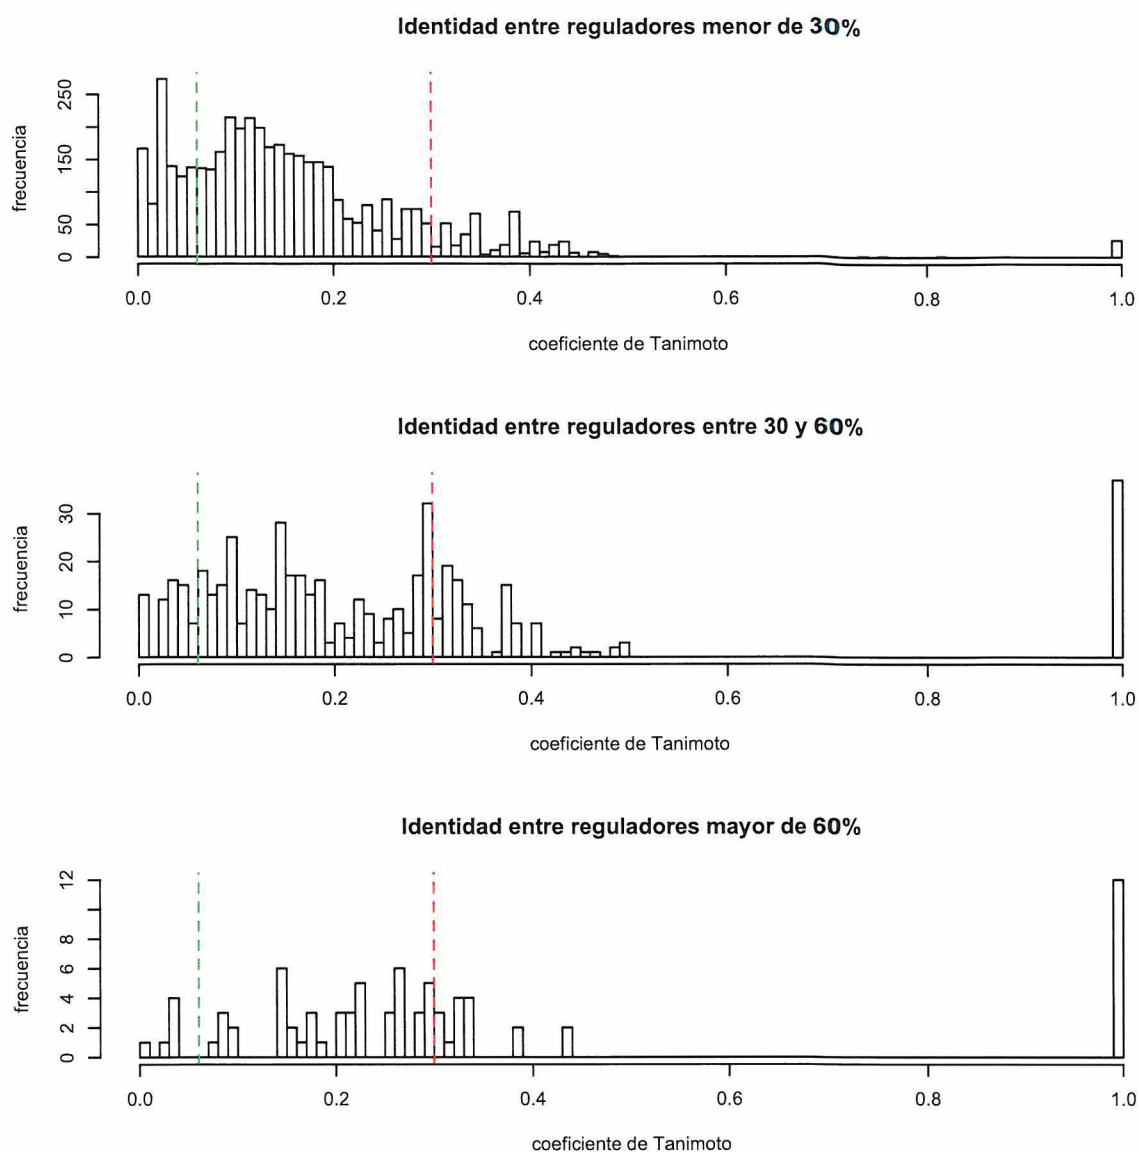 Identidad entre reguladores menor de 30%
250
150
50
0
frecuencia
0.0 0.2 0.4 0.6 0.8 1.0
coeficiente de Tanimoto
Identidad entre reguladores entre 30 y 60%
30
20
10
0
frecuencia
0.0 0.2 0.4 0.6 0.8 1.0
coeficiente de Tanimoto
Identidad entre reguladores mayor de 60%
12
8
6
4
2
0
frecuencia
0.0 0.2 0.4 0.6 0.8 1.0
coeficiente de Tanimoto